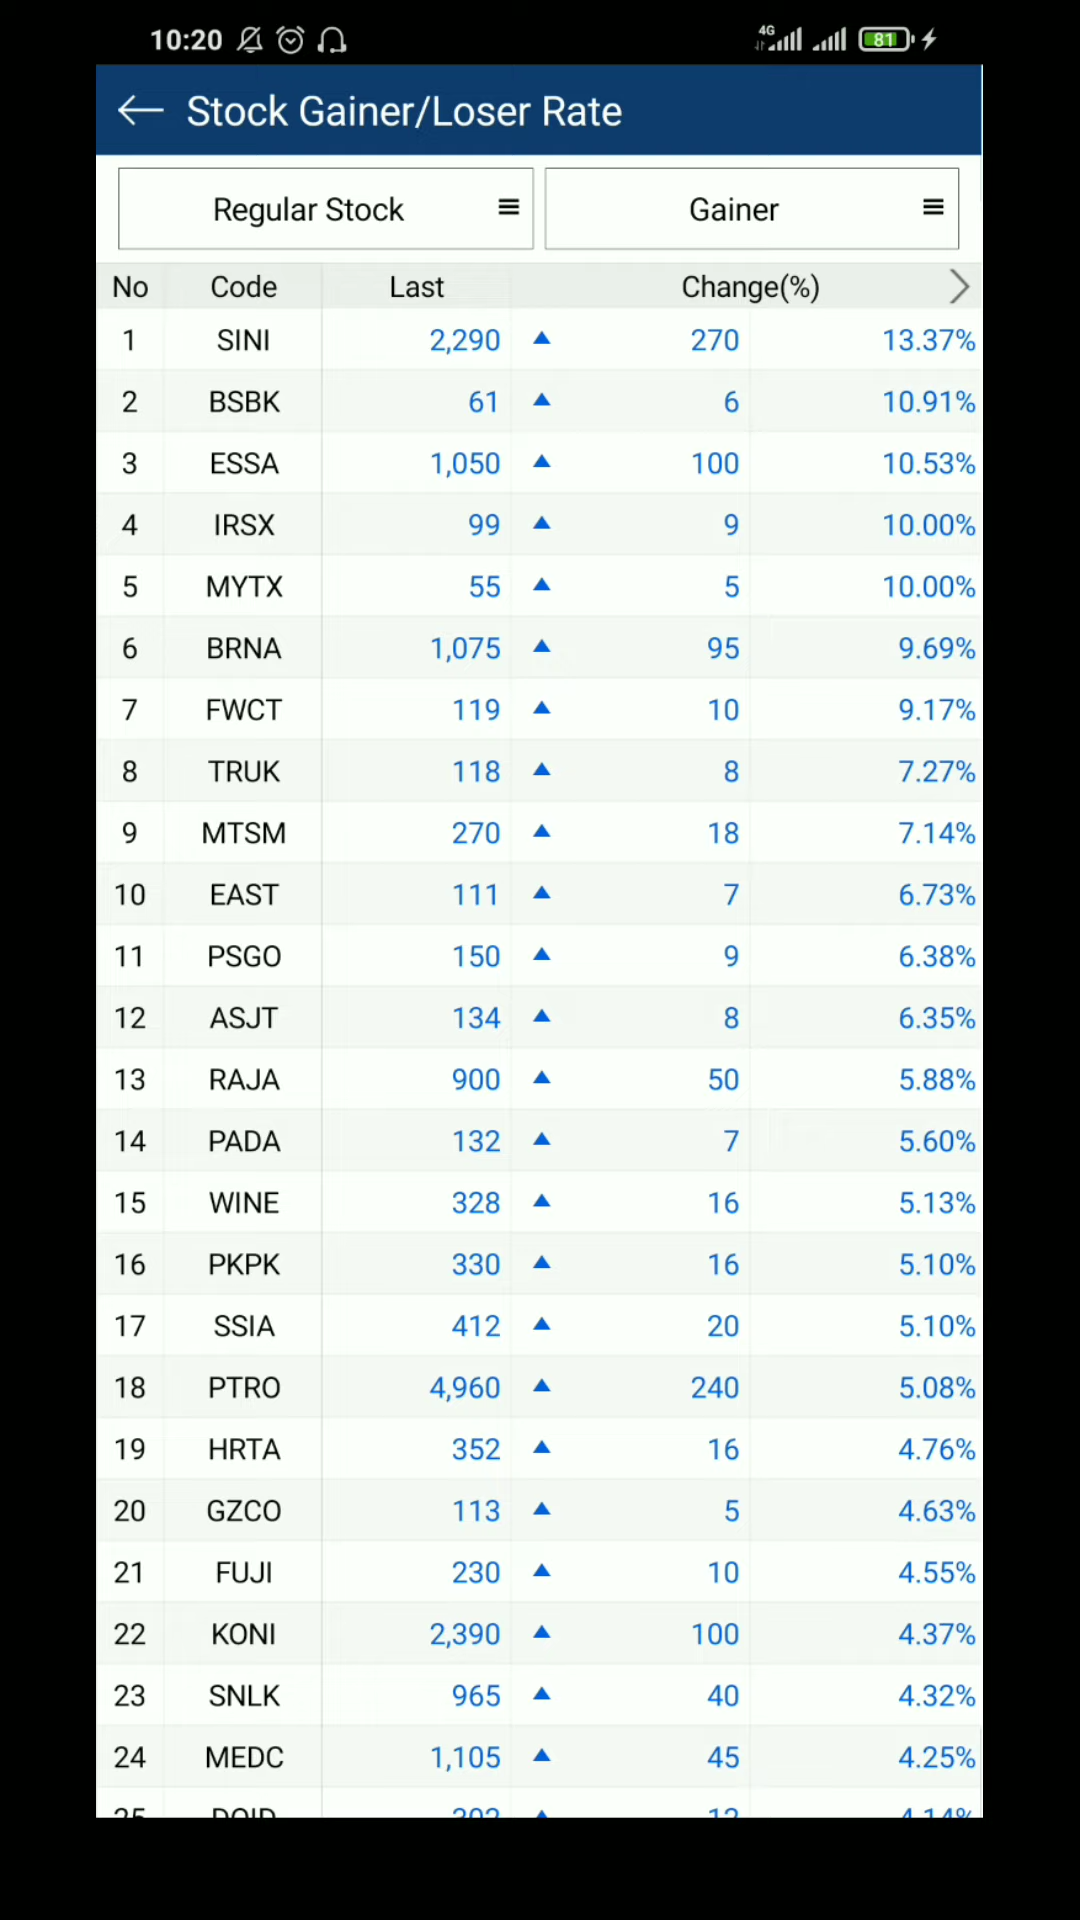 10:20 4G 81
Stock Gainer/Loser Rate
Regular Stock Gainer
No Code Last Change(%)
1 SINI 2,290 ▲ 270 13.37%
2 BSBK 61 ▲ 6 10.91%
3 ESSA 1,050 ▲ 100 10.53%
4 IRSX 99 ▲ 9 10.00%
5 MYTX 55 ▲ 5 10.00%
6 BRNA 1,075 ▲ 95 9.69%
7 FWCT 119 ▲ 10 9.17%
8 TRUK 118 ▲ 8 7.27%
9 MTSM 270 ▲ 18 7.14%
10 EAST 111 ▲ 7 6.73%
11 PSGO 150 ▲ 9 6.38%
12 ASJT 134 ▲ 8 6.35%
13 RAJA 900 ▲ 50 5.88%
14 PADA 132 ▲ 7 5.60%
15 WINE 328 ▲ 16 5.13%
16 PKPK 330 ▲ 16 5.10%
17 SSIA 412 ▲ 20 5.10%
18 PTRO 4,960 ▲ 240 5.08%
19 HRTA 352 ▲ 16 4.76%
20 GZCO 113 ▲ 5 4.63%
21 FUJI 230 ▲ 10 4.55%
22 KONI 2,390 ▲ 100 4.37%
23 SNLK 965 ▲ 40 4.32%
24 MEDC 1,105 ▲ 45 4.25%
25 4.14%